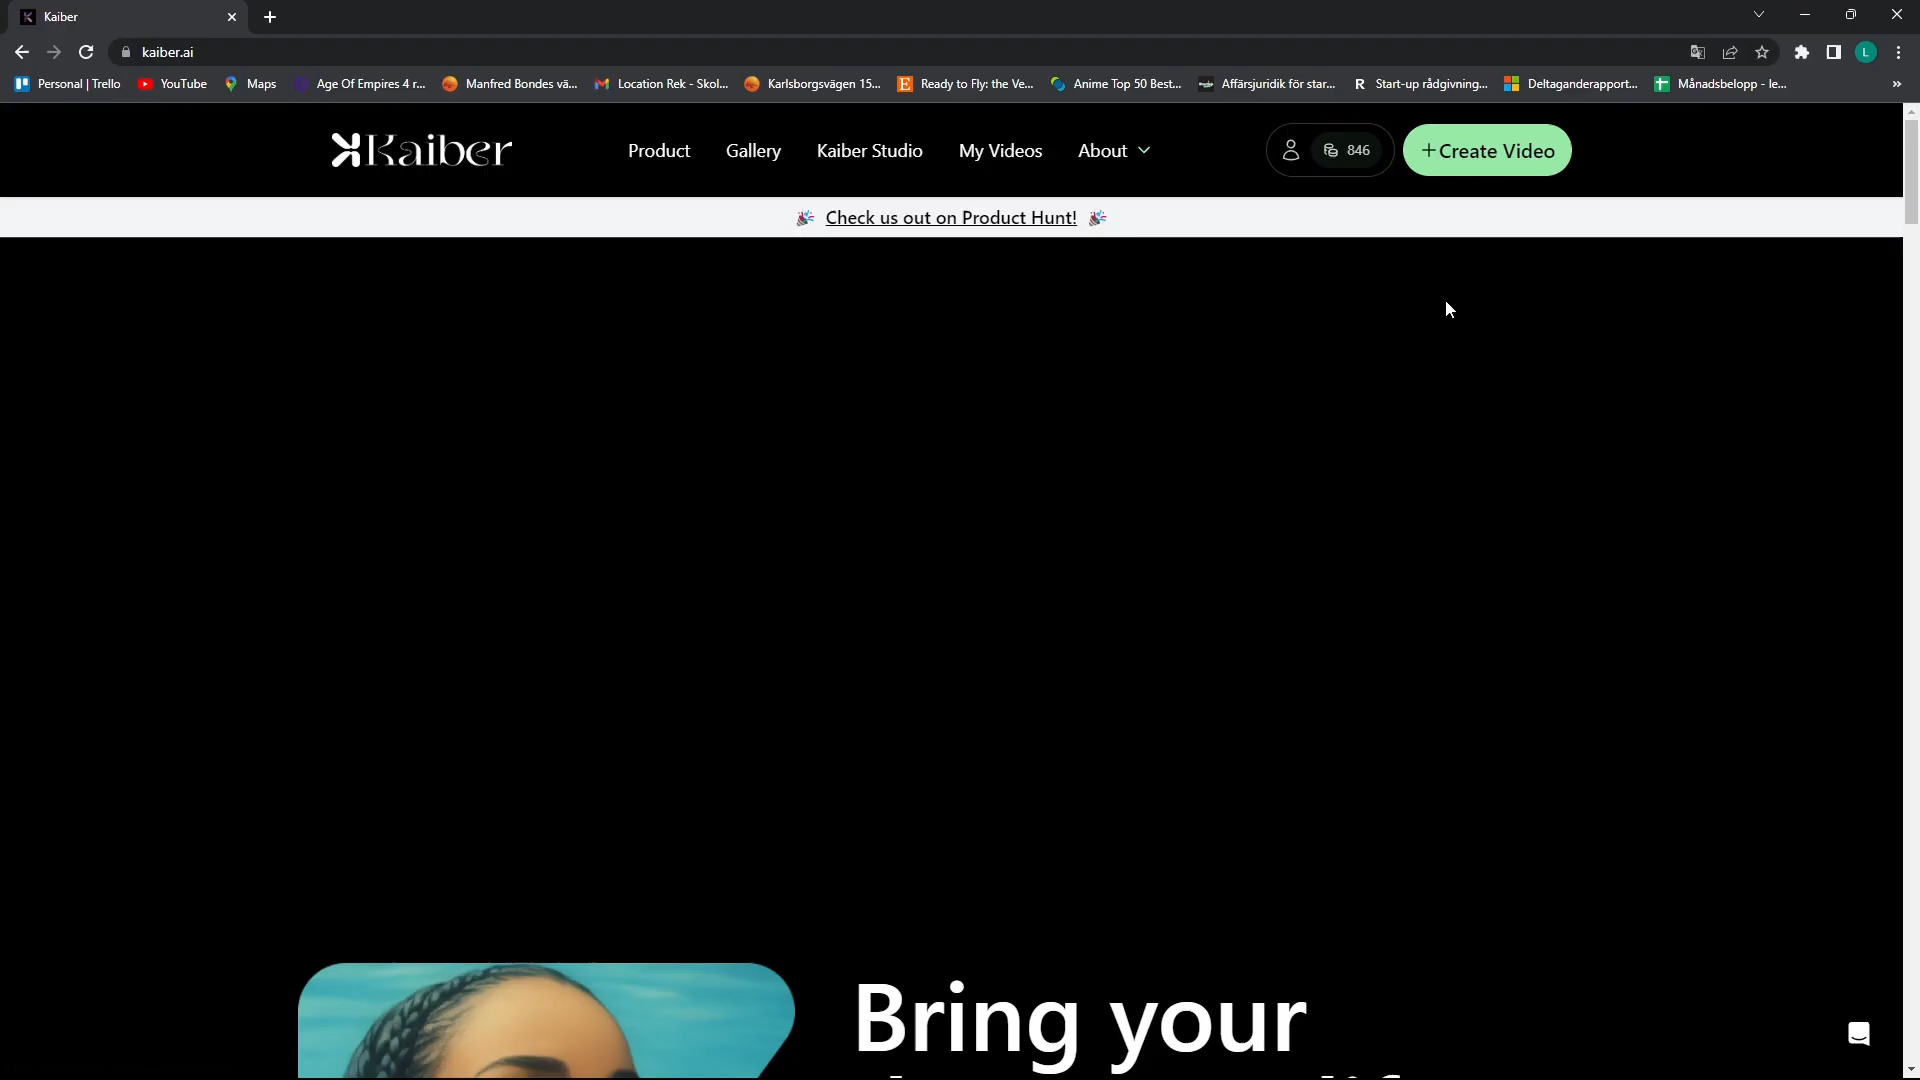 Kaiber
kaiber.ai
L
Personal | Trello YouTube Maps Age Of Empires 4 r... Manfred Bondes vä... Location Rek - Skol... Karlsborgsvägen 15... Ready to Fly: the Ve... Anime Top 50 Best... Affärsjuridik för star... R Start-up rådgivning... Deltaganderapport... Månadsbelopp - le... »
Kaiber Product Gallery Kaiber Studio My Videos About 846 +Create Video
Check us out on Product Hunt!
Bring your